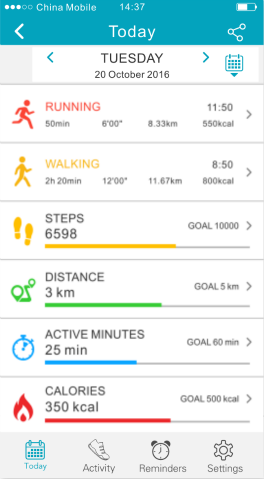 China Mobile 14:37
Today
TUESDAY
20 October 2016
RUNNING 11:50
50min 6'00" 8.33km 550kcal
WALKING 8:50
2h 20min 12'00" 11.67km 800kcal
STEPS
6598 GOAL 10000
DISTANCE
3 km GOAL 5 km
ACTIVE MINUTES
25 min GOAL 60 min
CALORIES
350 kcal GOAL 500 kcal
Today Activity Reminders Settings